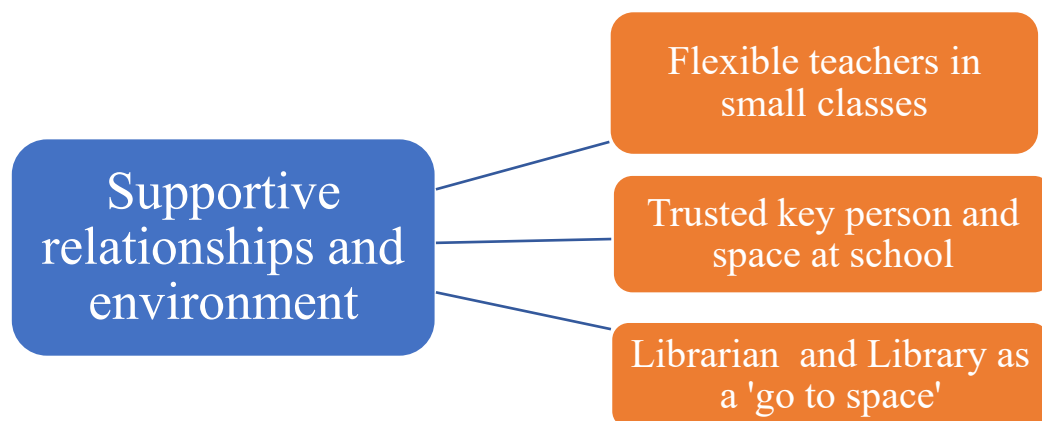 Supportive
relationships and
environment
Flexible teachers in
small classes
Trusted key person and
space at school
Librarian  and Library as
a 'go to space'